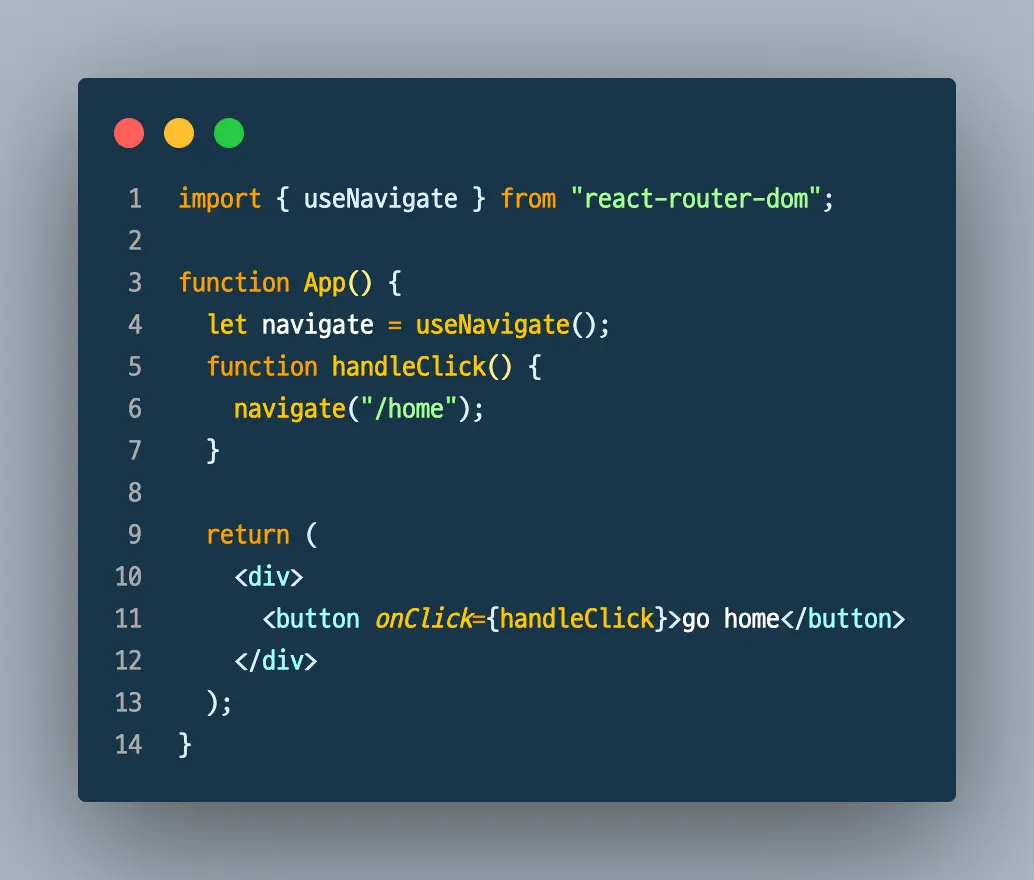 1 import { useNavigate } from "react-router-dom";
2
3 function App() {
4   let navigate = useNavigate();
5   function handleClick() {
6     navigate("/home");
7   }
8
9   return (
10     <div>
11       <button onClick={handleClick}>go home</button>
12     </div>
13   );
14 }